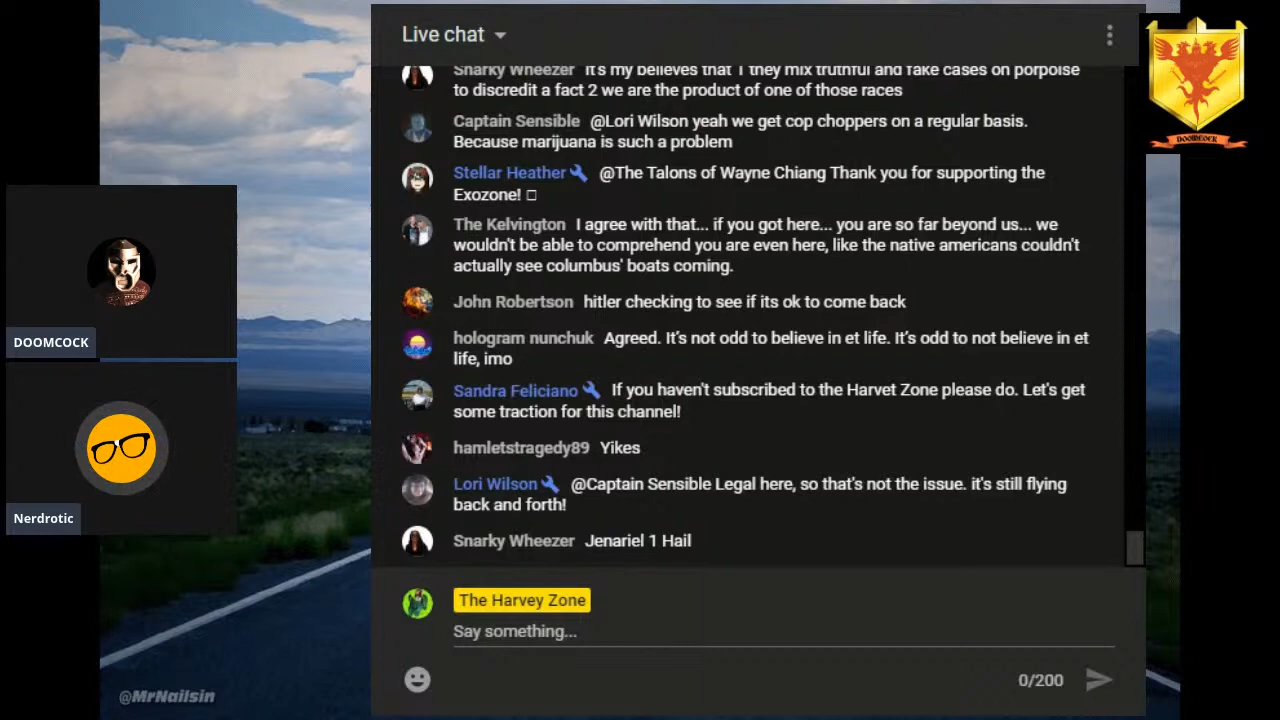 Live chat
Snarky Wheezer It's my believes that 1 they mix truthful and fake cases on porpoise
to discredit a fact 2 we are the product of one of those races
Captain Sensible @Lori Wilson yeah we get cop choppers on a regular basis.
Because marijuana is such a problem
Stellar Heather @The Talons of Wayne Chiang Thank you for supporting the
Exozone! □
The Kelvington I agree with that... if you got here... you are so far beyond us... we
wouldn't be able to comprehend you are even here, like the native americans couldn't
actually see columbus' boats coming.
John Robertson hitler checking to see if its ok to come back
hologram nunchuk Agreed. It's not odd to believe in et life. It's odd to not believe in et
life, imo
Sandra Feliciano If you haven't subscribed to the Harvet Zone please do. Let's get
some traction for this channel!
hamletstragedy89 Yikes
Lori Wilson @Captain Sensible Legal here, so that's not the issue. it's still flying
back and forth!
Snarky Wheezer Jenariel 1 Hail
The Harvey Zone
Say something...
0/200
DOOMCOCK
Nerdrotic
DOOMCOCK
@MrNailsin